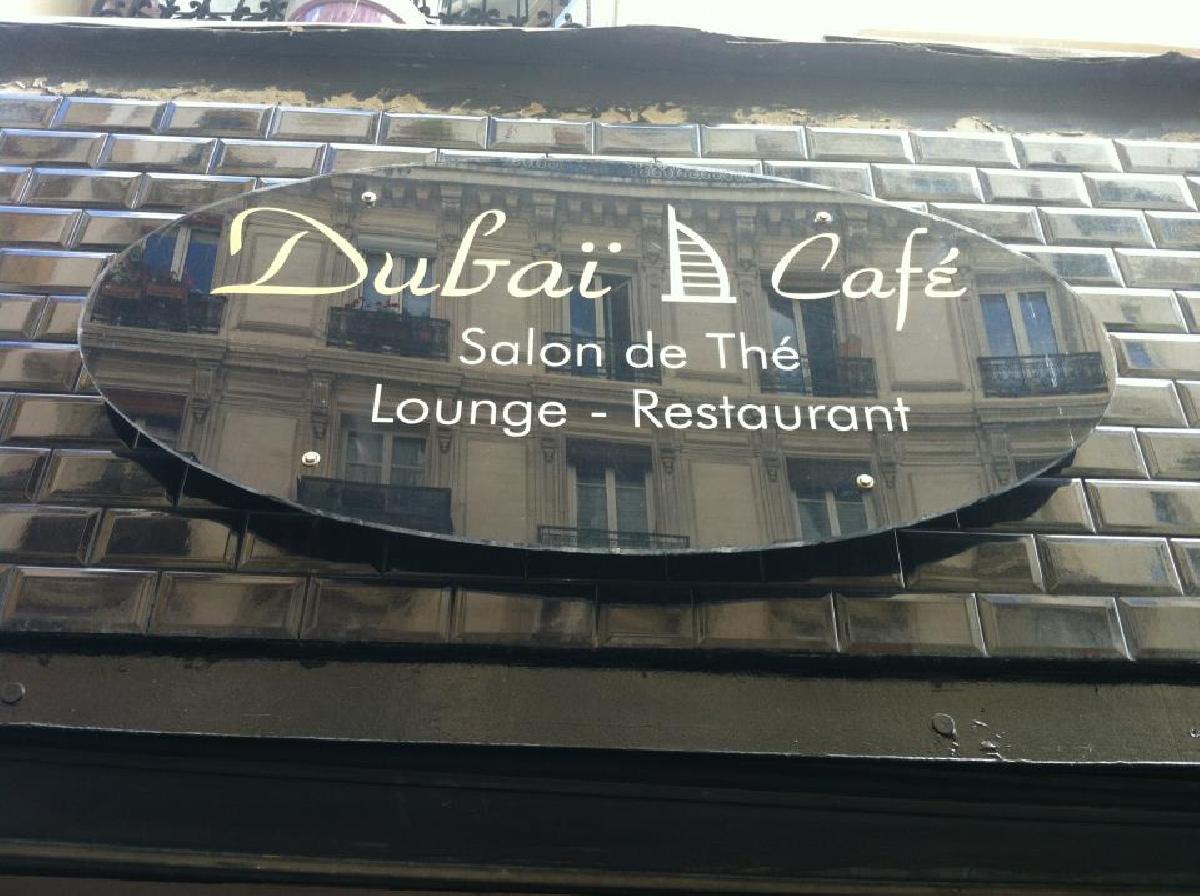 Dubaï Café
Salon de Thé
Lounge - Restaurant